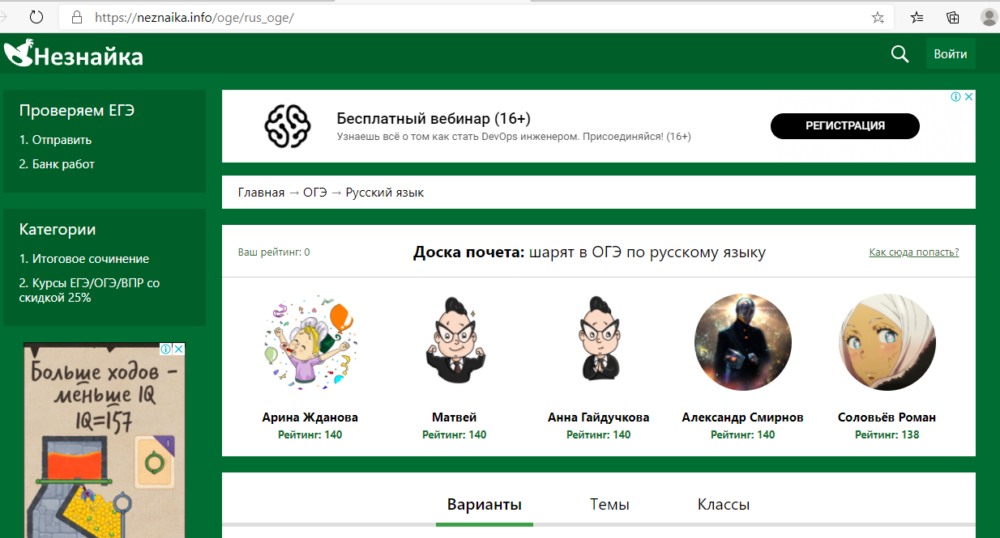 https://neznaika.info/oge/rus_oge/
Незнайка
Войти
Проверяем ЕГЭ
1. Отправить
2. Банк работ
Категории
1. Итоговое сочинение
2. Курсы ЕГЭ/ОГЭ/ВПР со
скидкой 25%
Больше ходов –
меньше IQ
IQ=157
I
Бесплатный вебинар (16+)
Узнаешь всё о том как стать DevOps инженером. Присоединяйся! (16+)
РЕГИСТРАЦИЯ
Главная → ОГЭ → Русский язык
Ваш рейтинг: 0
Доска почета: шарят в ОГЭ по русскому языку
Как сюда попасть?
Арина Жданова
Рейтинг: 140
Матвей
Рейтинг: 140
Анна Гайдучкова
Рейтинг: 140
Александр Смирнов
Рейтинг: 140
Соловьёв Роман
Рейтинг: 138
Варианты
Темы
Классы